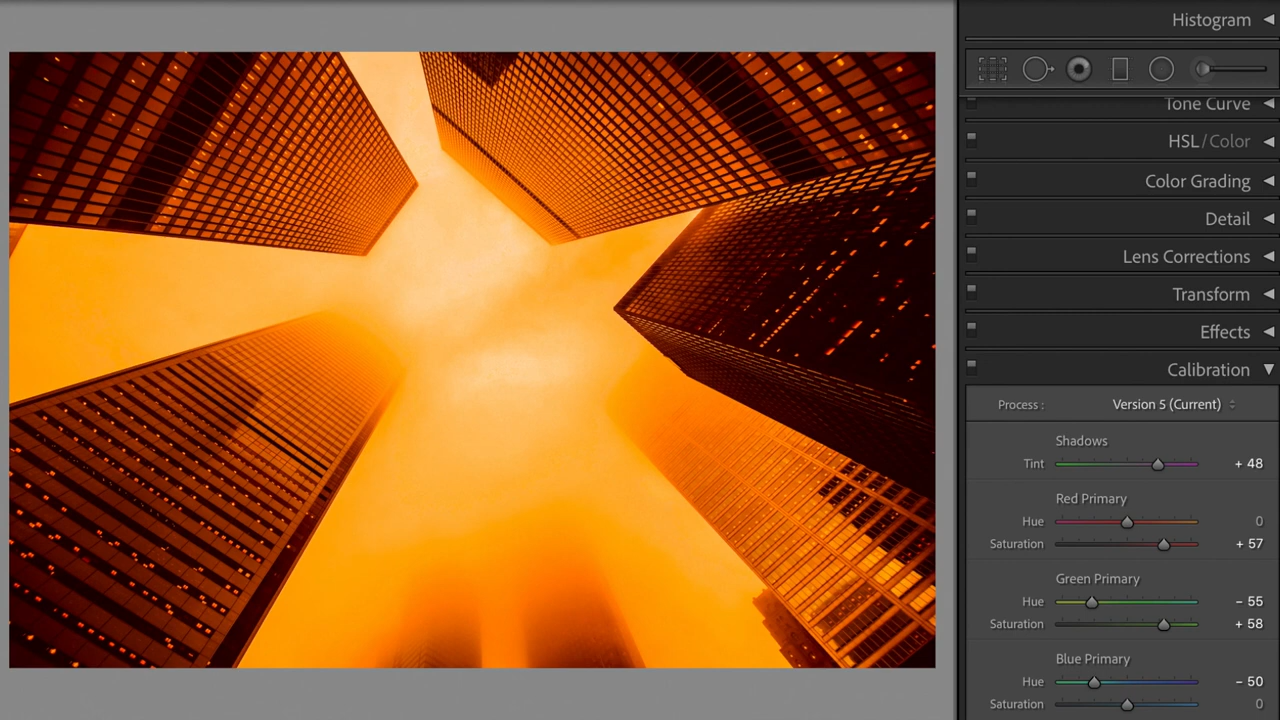 Histogram
Tone Curve
HSL / Color
Color Grading
Detail
Lens Corrections
Transform
Effects
Calibration
Process : Version 5 (Current)
Shadows
Tint + 48
Red Primary
Hue 0
Saturation + 57
Green Primary
Hue - 55
Saturation + 58
Blue Primary
Hue - 50
Saturation 0